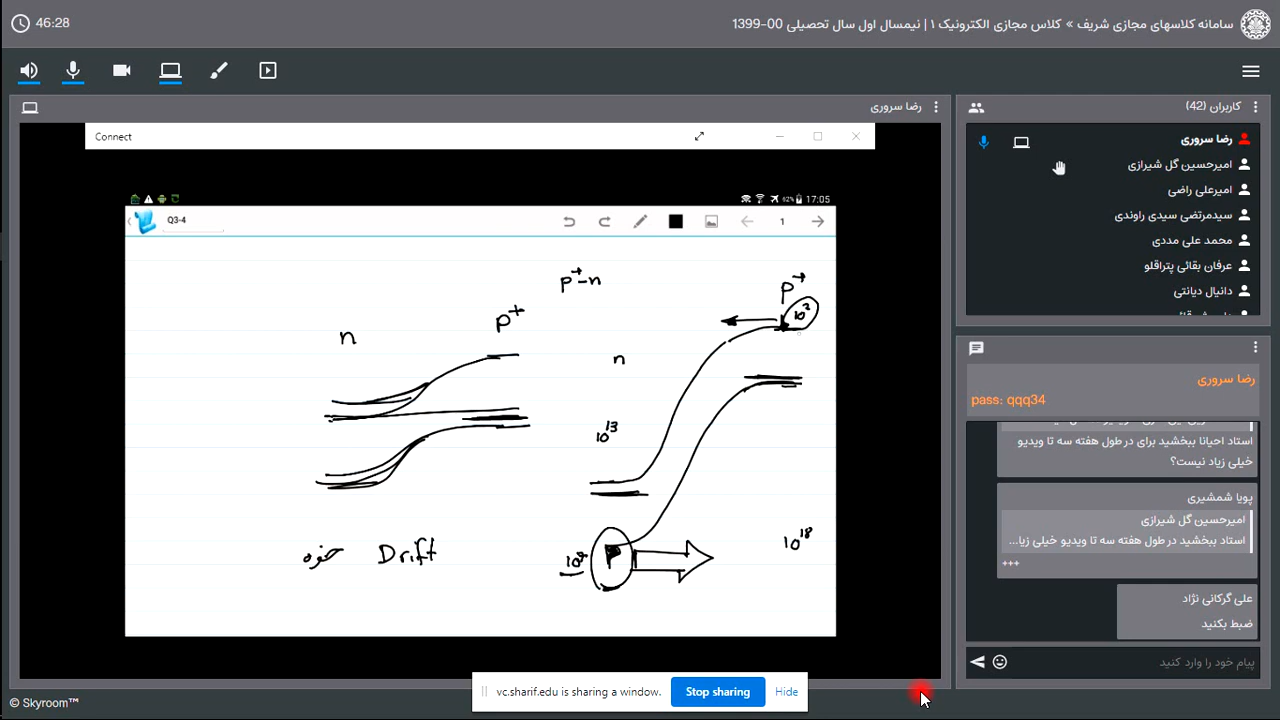 46:28
سامانه کلاسهای مجازی شریف » کلاس مجازی الکترونیک ۱ | نیمسال اول سال تحصیلی 00-1399
رضا سروری
Connect
62% 17:05
Q3-4
1
p+-n
p+
10²
n
p+
n
10¹³
10¹⁸
حفره Drift
P
vc.sharif.edu is sharing a window.
Stop sharing
Hide
© Skyroom™
کاربران (42)
رضا سروری
امیرحسین گل شیرازی
امیرعلی راضی
سیدمرتضی سیدی راوندی
محمد علی مددی
عرفان بقائی پتراقلو
دانیال دیانتی
رضا سروری
pass: qqq34
استاد احیانا ببخشید برای در طول هفته سه تا ویدیو
خیلی زیاد نیست؟
پویا شمشیری
امیرحسین گل شیرازی
استاد ببخشید در طول هفته سه تا ویدیو خیلی زیا...
+++
علی گرکانی نژاد
ضبط بکنید
پیام خود را وارد کنید